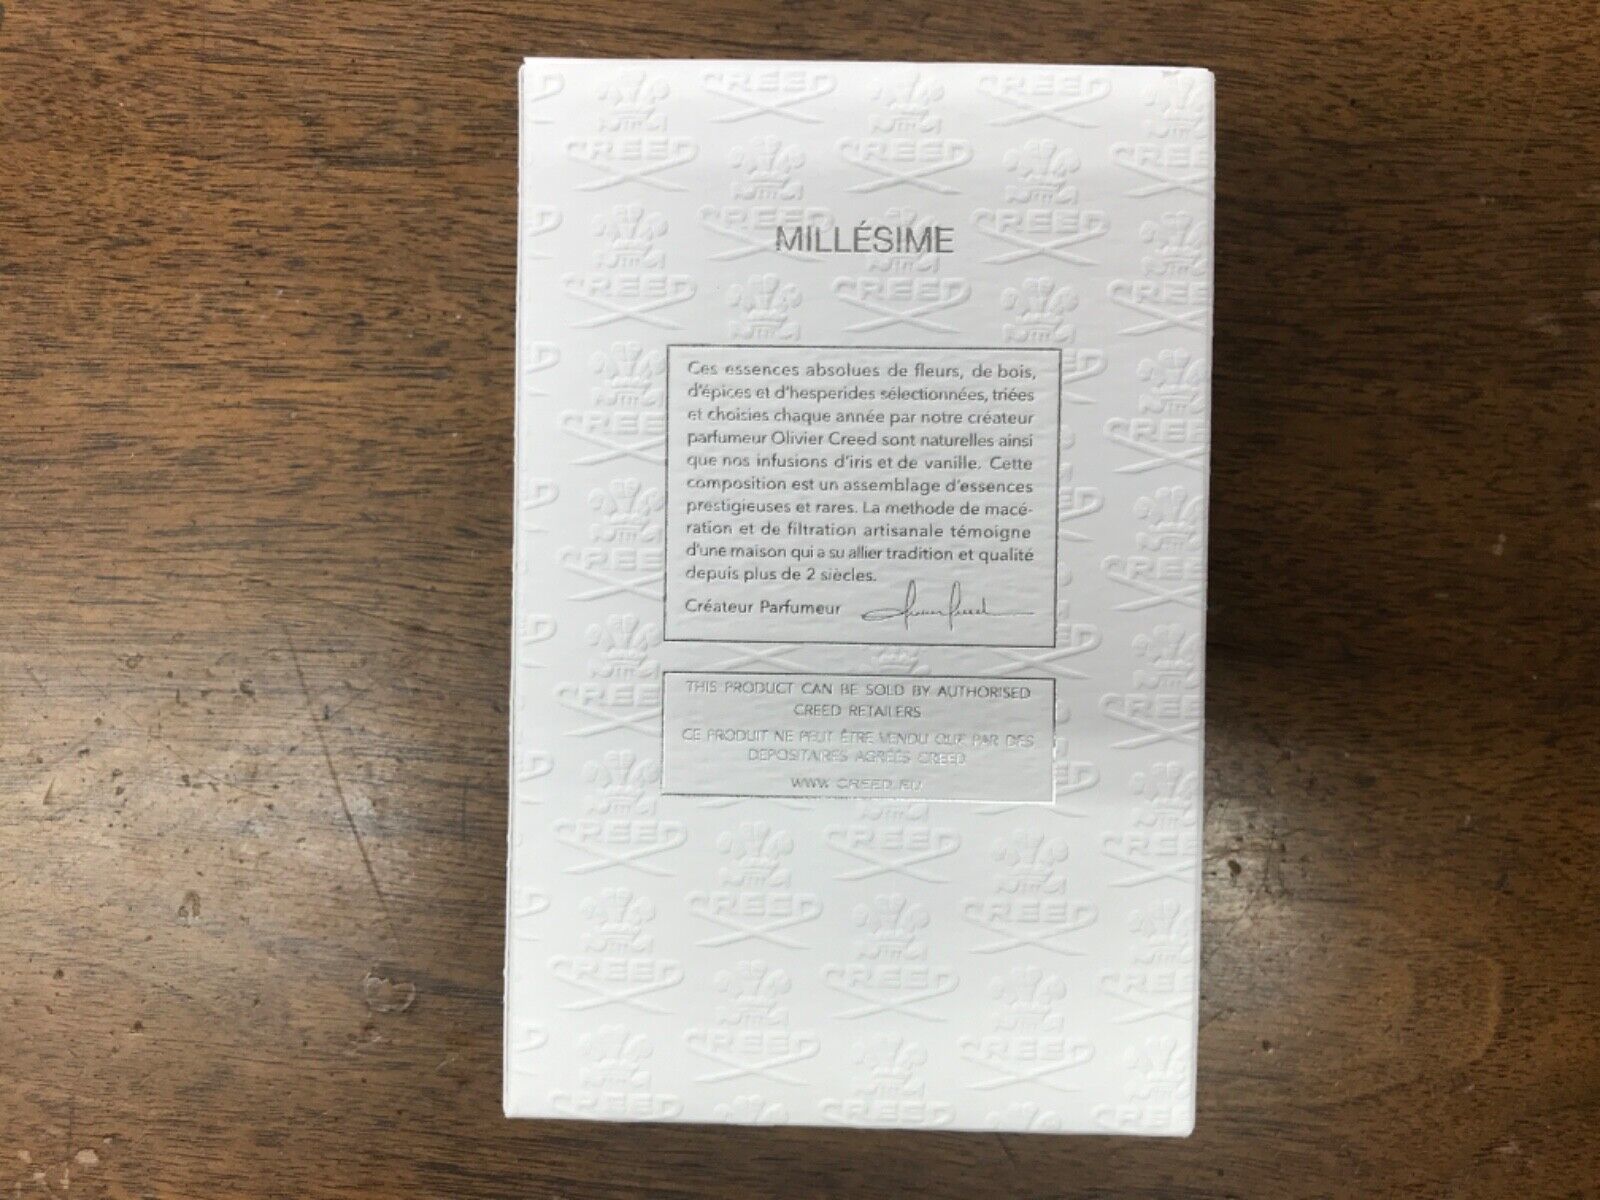 MILLÉSIME
Ces essences absolues de fleurs, de bois,
d'épices et d'hesperides sélectionnées, triées
et choisies chaque année par notre créateur
parfumeur Olivier Creed sont naturelles ainsi
que nos infusions d'iris et de vanille. Cette
composition est un assemblage d'essences
prestigieuses et rares. La methode de macé-
ration et de filtration artisanale témoigne
d'une maison qui a su allier tradition et qualité
depuis plus de 2 siècles.
Créateur Parfumeur
THIS PRODUCT CAN BE SOLD BY AUTHORISED
CREED RETAILERS
CE PRODUIT NE PEUT ÊTRE VENDU QUE PAR DES
DEPOSITAIRES AGRÉÉS CREED
WWW.CREED.EU
CREED